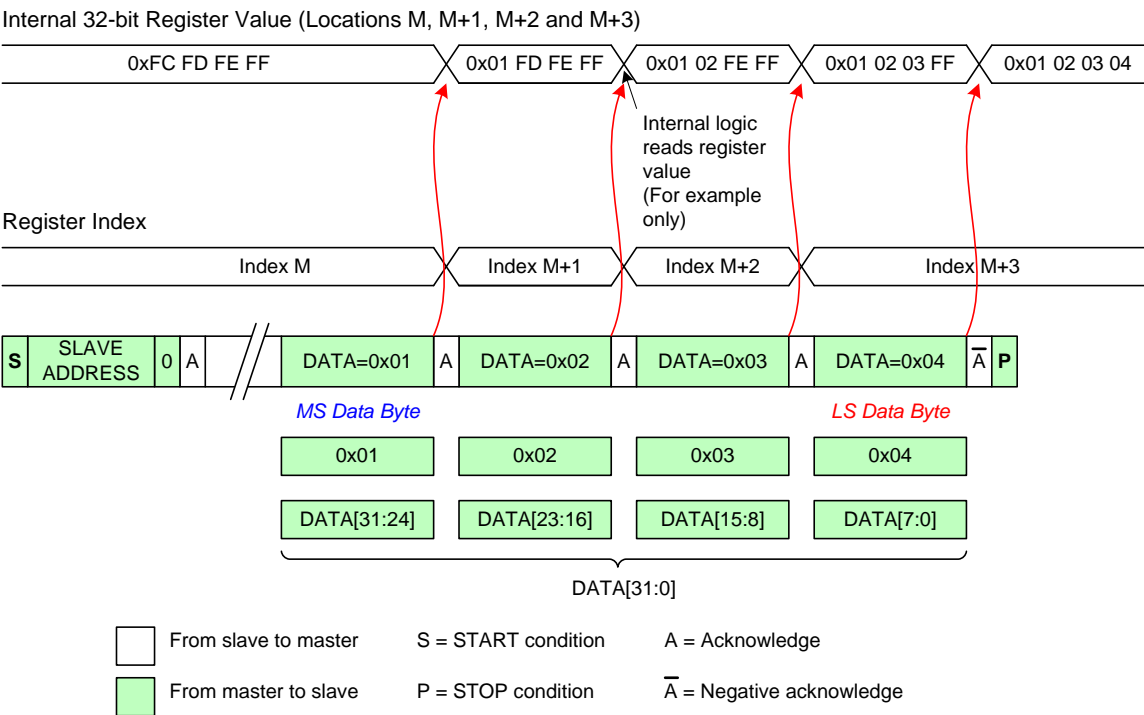 Internal 32-bit Register Value (Locations M, M+1, M+2 and M+3)
0xFC FD FE FF 0x01 FD FE FF 0x01 02 FE FF 0x01 02 03 FF 0x01 02 03 04
Internal logic
reads register
value
(For example
only)
Register Index
Index M Index M+1 Index M+2 Index M+3
S SLAVE ADDRESS 0 A DATA=0x01 A DATA=0x02 A DATA=0x03 A DATA=0x04 A̅ P
MS Data Byte LS Data Byte
0x01 0x02 0x03 0x04
DATA[31:24] DATA[23:16] DATA[15:8] DATA[7:0]
DATA[31:0]
From slave to master S = START condition A = Acknowledge
From master to slave P = STOP condition A̅ = Negative acknowledge